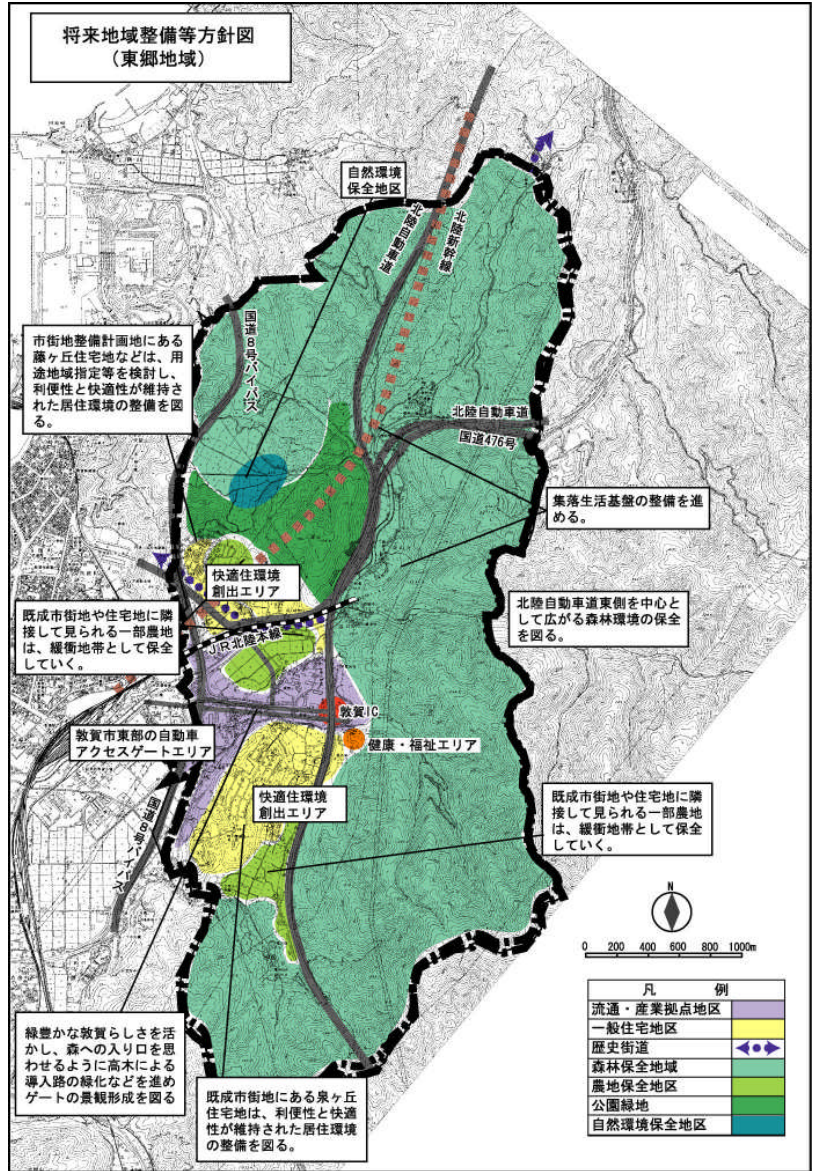 将来地域整備等方針図
(東郷地域)
自然環境
保全地区
北陸自動車道
北陸新幹線
国道8号バイパス
市街地整備計画地にある
藤ヶ丘住宅地などは、用
途地域指定等を検討し、
利便性と快適性が維持さ
れた居住環境の整備を図
る。
北陸自動車道
国道476号
集落生活基盤の整備を進
める。
快適住環境
創出エリア
既成市街地や住宅地に隣
接して見られる一部農地
は、緩衝地帯として保全
していく。
JR北陸本線
北陸自動車道東側を中心と
して広がる森林環境の保全
を図る。
敦賀市東部の自動車
アクセスゲートエリア
敦賀IC
健康・福祉エリア
国道8号バイパス
快適住環境
創出エリア
既成市街地や住宅地に隣
接して見られる一部農地
は、緩衝地帯として保全
していく。
N
0 200 400 600 800 1000m
緑豊かな敦賀らしさを活
かし、森への入り口を思
わせるように高木による
導入路の緑化などを進め
ゲートの景観形成を図る
既成市街地にある泉ヶ丘
住宅地は、利便性と快適
性が維持された居住環境
の整備を図る。
凡 例
流通・産業拠点地区
一般住宅地区
歴史街道
森林保全地域
農地保全地区
公園緑地
自然環境保全地区